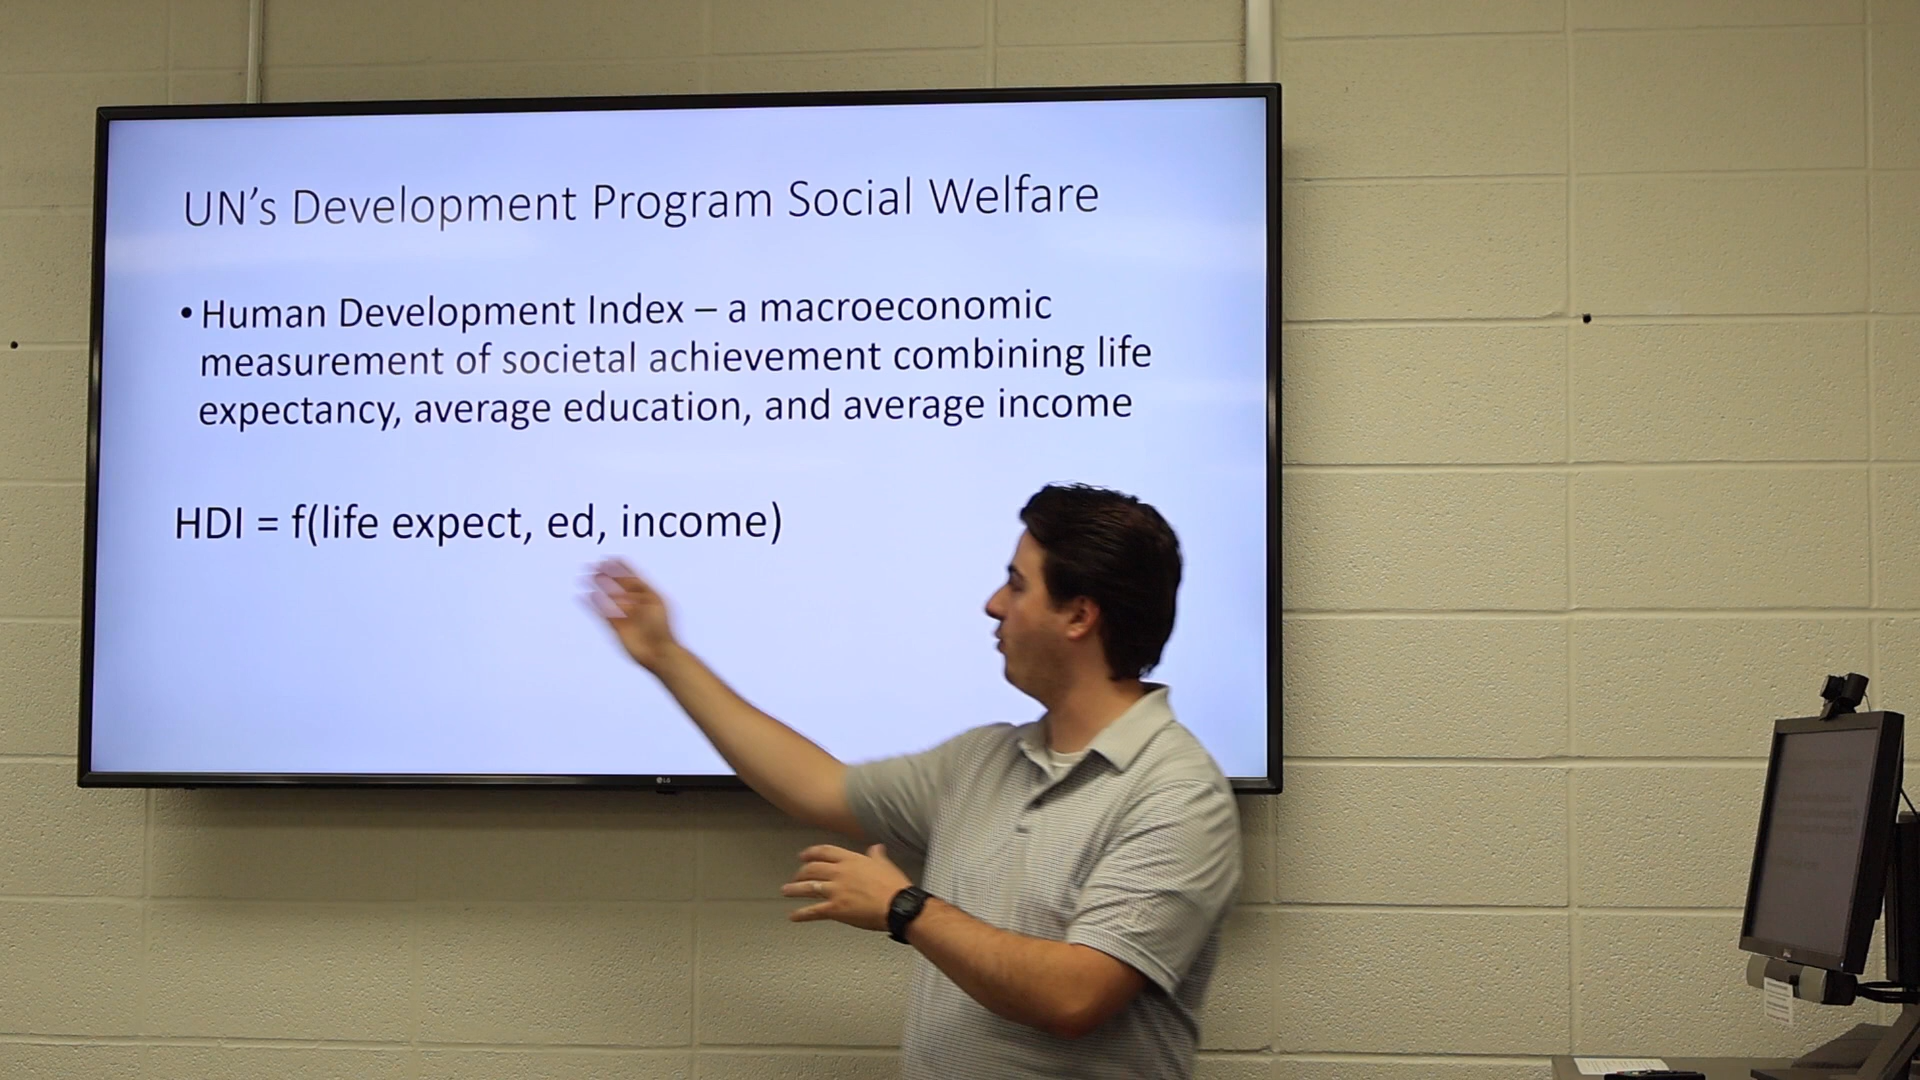 UN’s Development Program Social Welfare
• Human Development Index – a macroeconomic
measurement of societal achievement combining life
expectancy, average education, and average income
HDI = f(life expect, ed, income)
LG